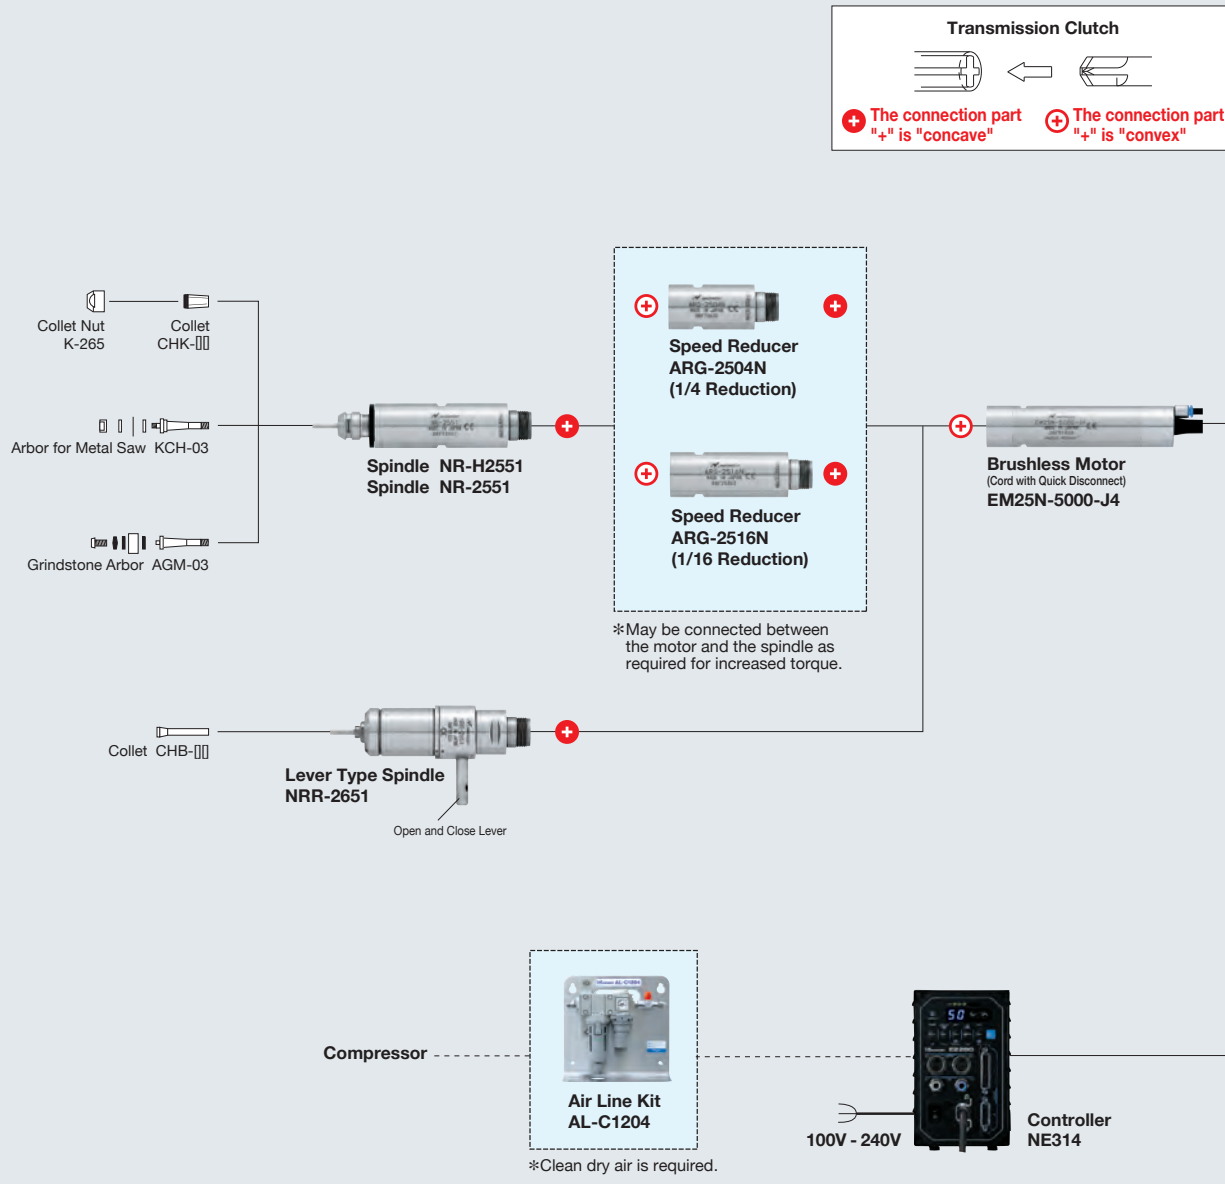 Transmission Clutch
The connection part
"+" is "concave"
The connection part
"+" is "convex"
Collet Nut
K-265
Collet
CHK-[][]
Arbor for Metal Saw KCH-03
Grindstone Arbor AGM-03
Spindle NR-H2551
Spindle NR-2551
Speed Reducer
ARG-2504N
(1/4 Reduction)
Speed Reducer
ARG-2516N
(1/16 Reduction)
*May be connected between
the motor and the spindle as
required for increased torque.
Brushless Motor
(Cord with Quick Disconnect)
EM25N-5000-J4
Collet CHB-[][]
Lever Type Spindle
NRR-2651
Open and Close Lever
Compressor
AL-C1204
Air Line Kit
AL-C1204
*Clean dry air is required.
50
100V - 240V
Controller
NE314